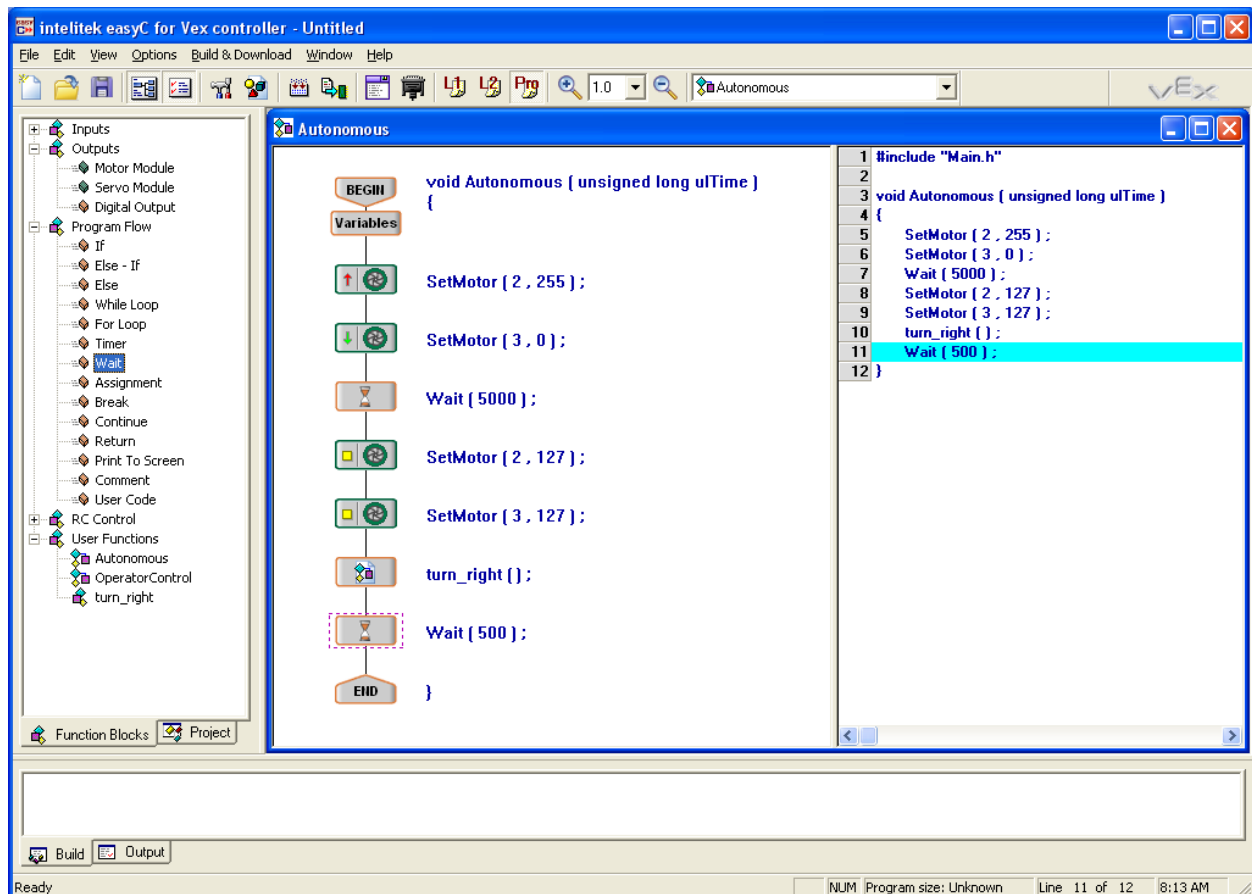 intelitek easyC for Vex controller - Untitled
File Edit View Options Build & Download Window Help
1.0
Autonomous
vEx
Inputs
Outputs
Motor Module
Servo Module
Digital Output
Program Flow
If
Else - If
Else
While Loop
For Loop
Timer
Wait
Assignment
Break
Continue
Return
Print To Screen
Comment
User Code
RC Control
User Functions
Autonomous
OperatorControl
turn_right
Function Blocks
Project
Autonomous
BEGIN
void Autonomous ( unsigned long ulTime )
{
Variables
SetMotor ( 2 , 255 ) ;
SetMotor ( 3 , 0 ) ;
Wait ( 5000 ) ;
SetMotor ( 2 , 127 ) ;
SetMotor ( 3 , 127 ) ;
turn_right ( ) ;
Wait ( 500 ) ;
END }
1 #include "Main.h"
2
3 void Autonomous ( unsigned long ulTime )
4 {
5 SetMotor ( 2 , 255 ) ;
6 SetMotor ( 3 , 0 ) ;
7 Wait ( 5000 ) ;
8 SetMotor ( 2 , 127 ) ;
9 SetMotor ( 3 , 127 ) ;
10 turn_right ( ) ;
11 Wait ( 500 ) ;
12 }
Build
Output
Ready
NUM Program size: Unknown Line 11 of 12 8:13 AM